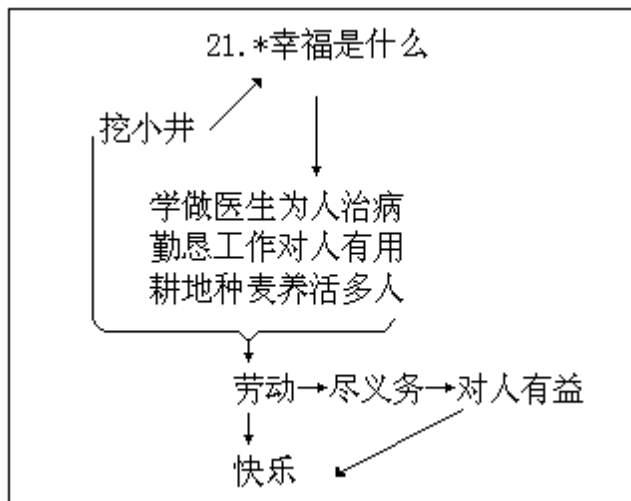 21.*幸福是什么
挖小井
学做医生为人治病
勤恳工作对人有用
耕地种麦养活多人
劳动→尽义务→对人有益
快乐